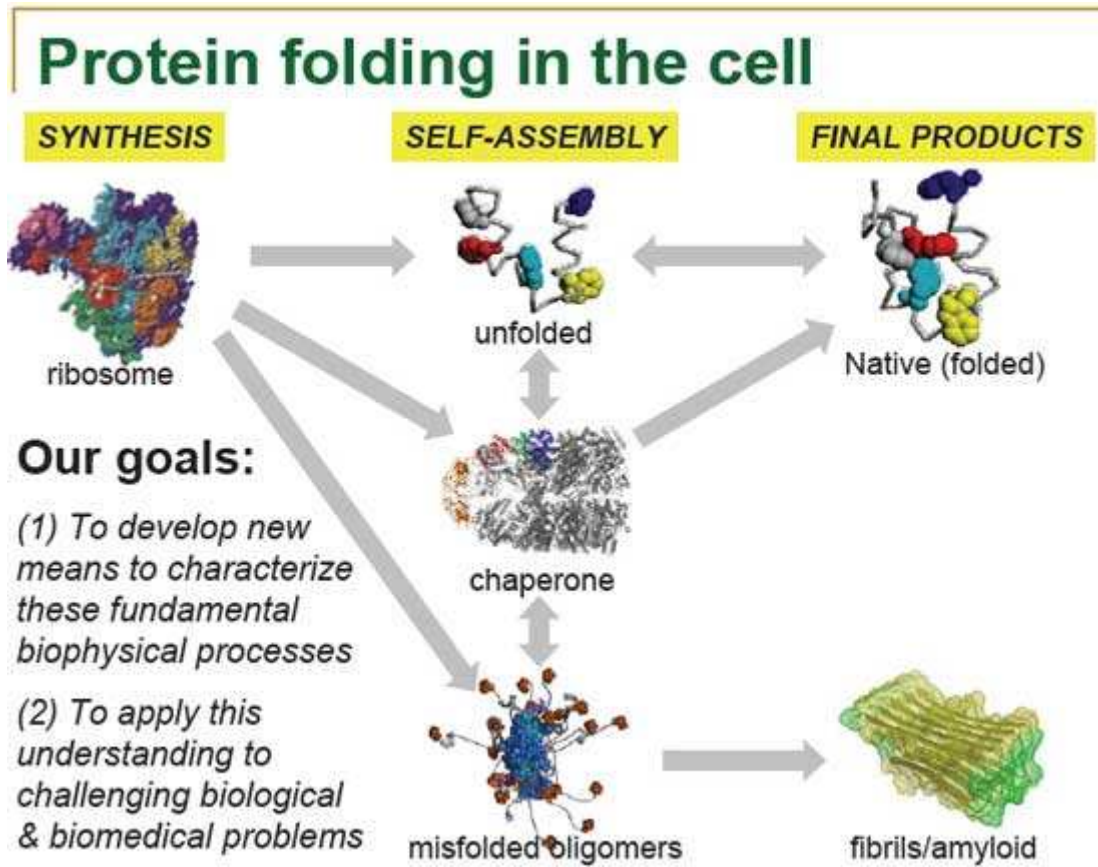 Protein folding in the cell
SYNTHESIS
SELF-ASSEMBLY
FINAL PRODUCTS
ribosome
unfolded
Native (folded)
Our goals:
(1) To develop new
means to characterize
these fundamental
biophysical processes
(2) To apply this
understanding to
challenging biological
& biomedical problems
chaperone
misfolded oligomers
fibrils/amyloid